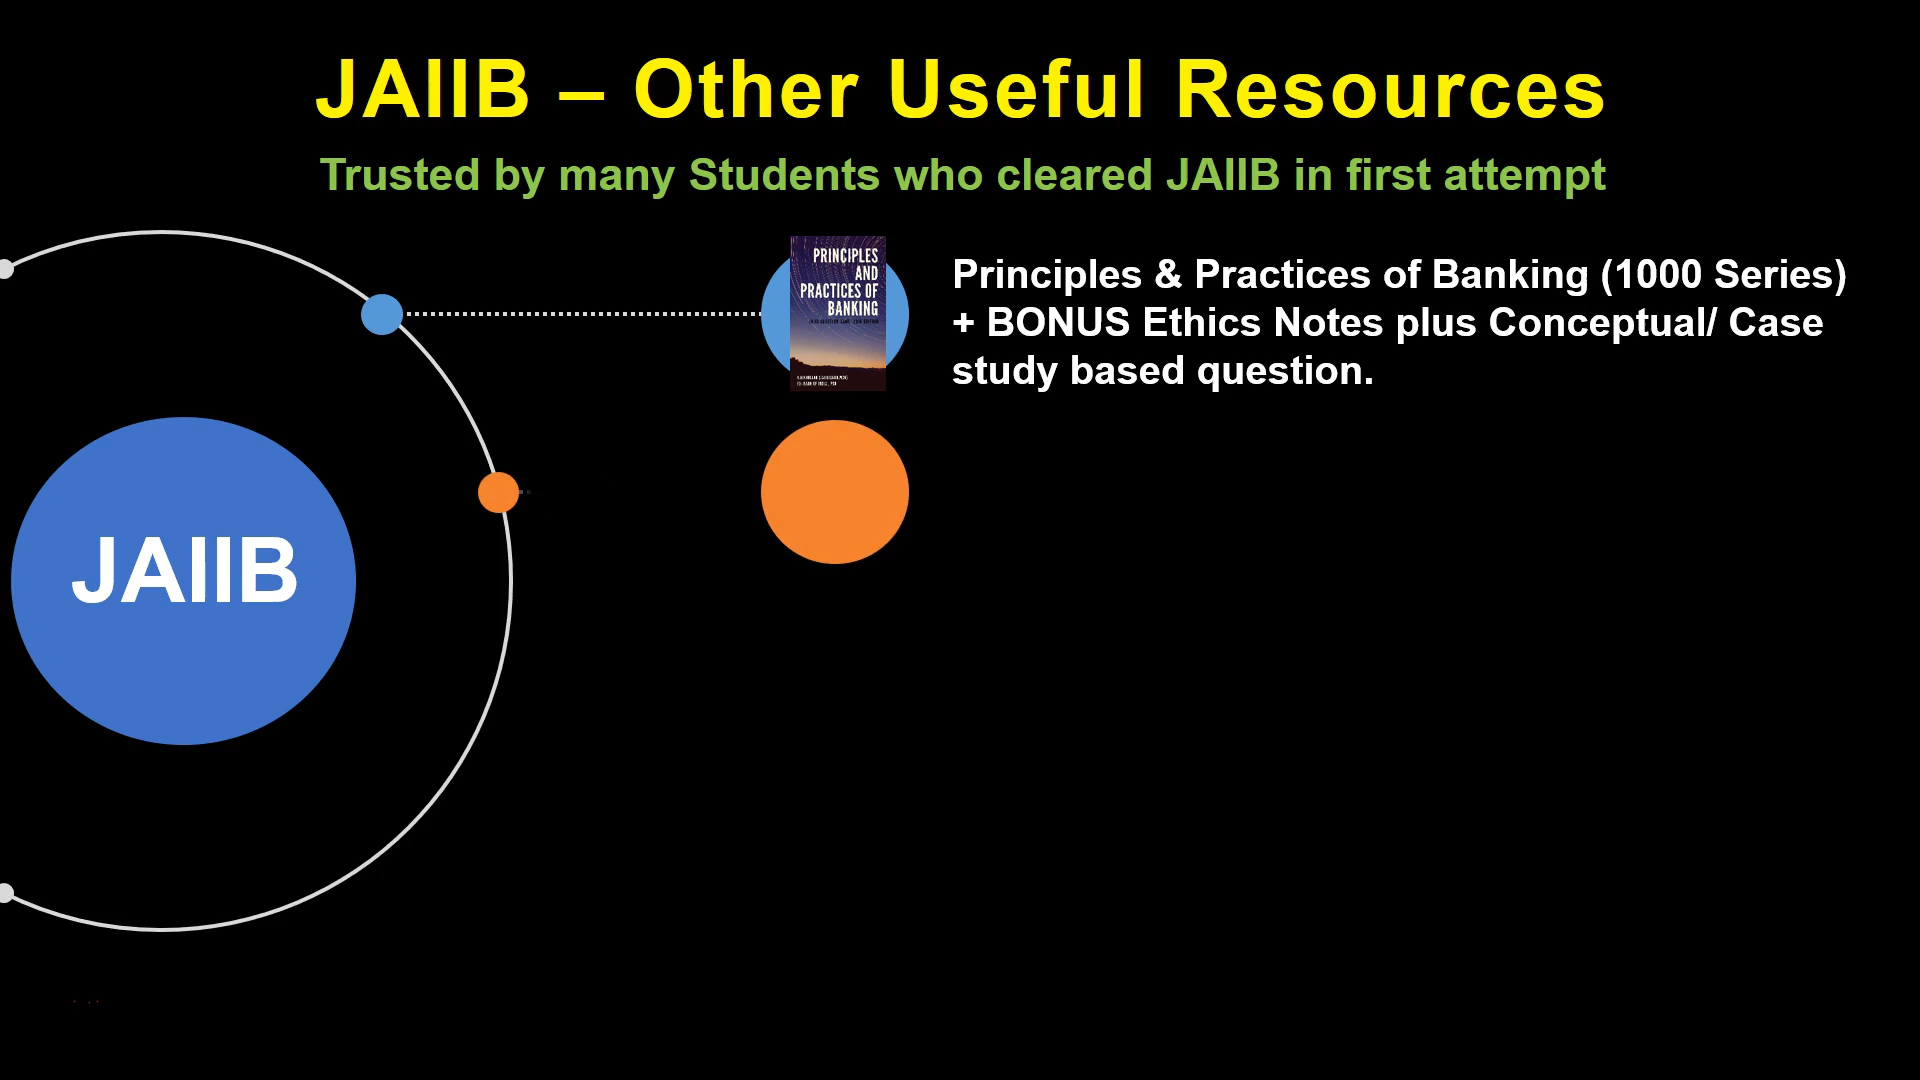 JAIIB – Other Useful Resources
Trusted by many Students who cleared JAIIB in first attempt
PRINCIPLES
AND
PRACTICES OF
BANKING
Principles & Practices of Banking (1000 Series)
+ BONUS Ethics Notes plus Conceptual/ Case
study based question.
JAIIB